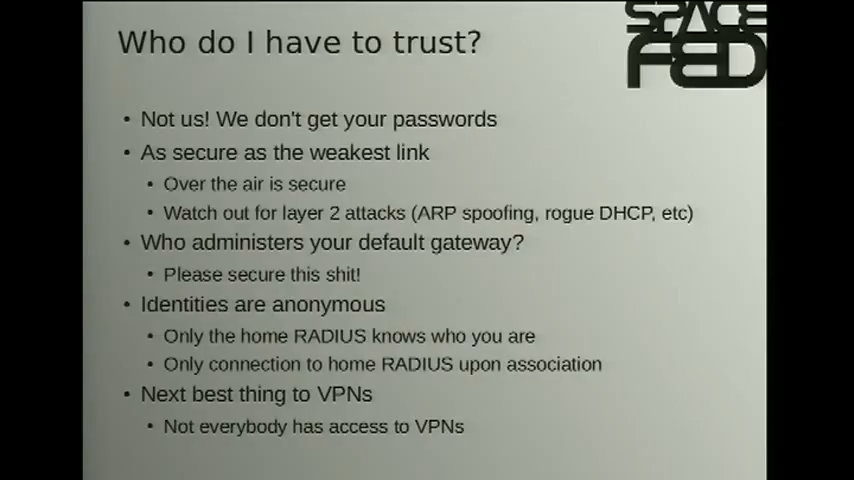 SPACE
FED
Who do I have to trust?
• Not us! We don't get your passwords
• As secure as the weakest link
• Over the air is secure
• Watch out for layer 2 attacks (ARP spoofing, rogue DHCP, etc)
• Who administers your default gateway?
• Please secure this shit!
• Identities are anonymous
• Only the home RADIUS knows who you are
• Only connection to home RADIUS upon association
• Next best thing to VPNs
• Not everybody has access to VPNs